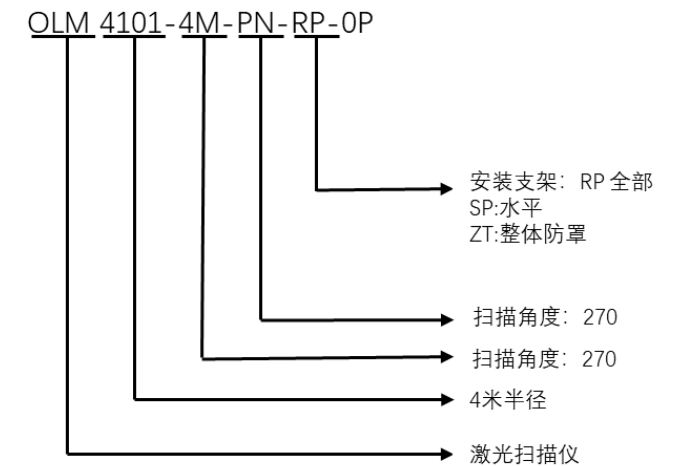 OLM 4101-4M-PN-RP-0P
安装支架：RP 全部
SP:水平
ZT:整体防罩
扫描角度：270
扫描角度：270
4米半径
激光扫描仪